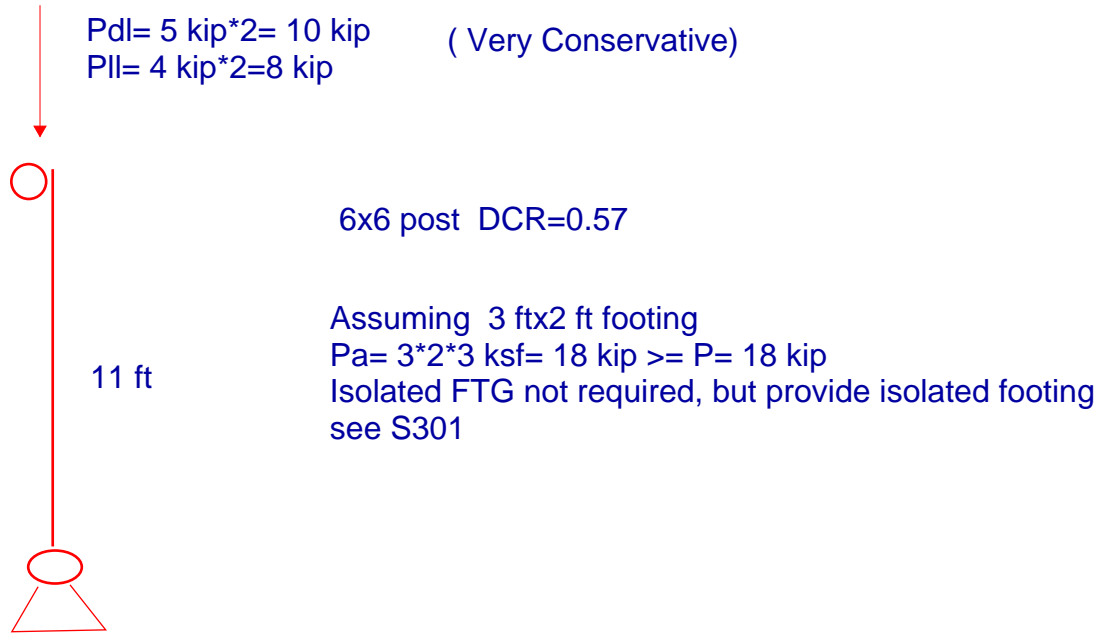 Pdl= 5 kip*2= 10 kip
( Very Conservative)
Pll= 4 kip*2=8 kip
6x6 post  DCR=0.57
Assuming  3 ftx2 ft footing
Pa= 3*2*3 ksf= 18 kip >= P= 18 kip
11 ft
Isolated FTG not required, but provide isolated footing
see S301